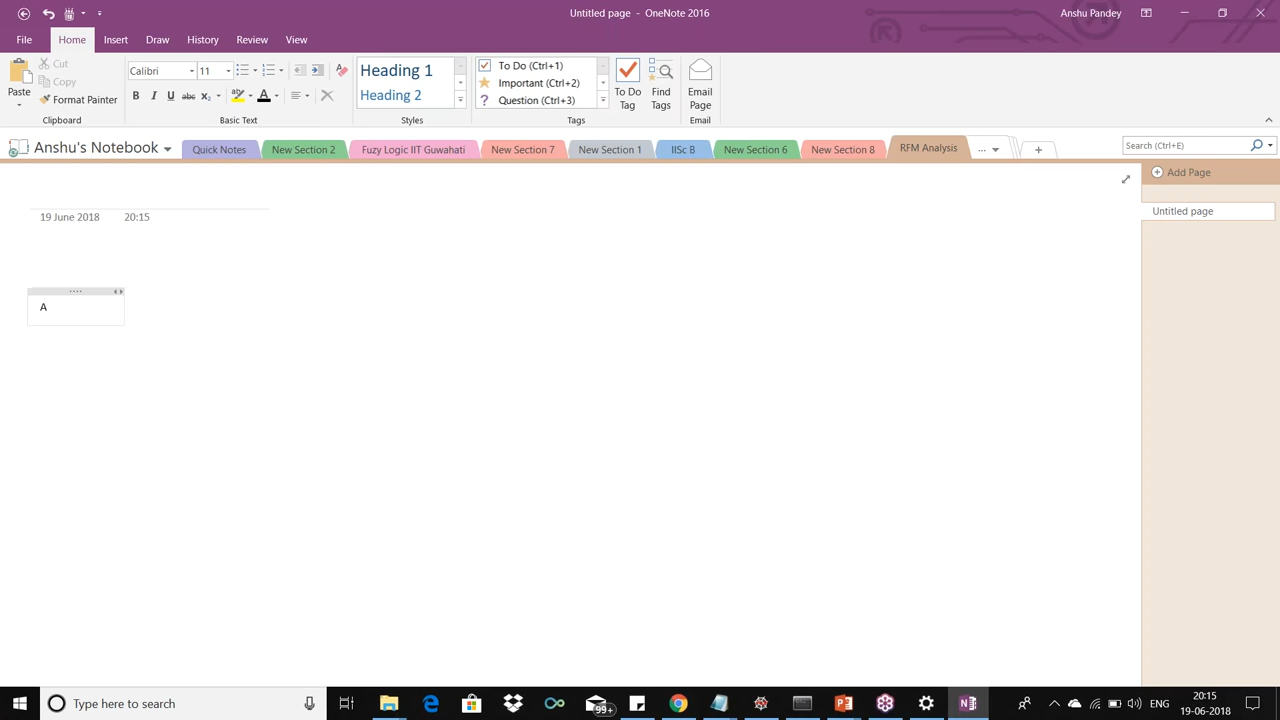 Untitled page - OneNote 2016
Anshu Pandey
File Home Insert Draw History Review View
Paste
Cut
Copy
Format Painter
Clipboard
Calibri 11
B I U abc x₂ A
Basic Text
Heading 1
Heading 2
Styles
To Do (Ctrl+1)
Important (Ctrl+2)
? Question (Ctrl+3)
Tags
To Do Tag
Find Tags
Email Page
Email
Anshu's Notebook
Quick Notes New Section 2 Fuzy Logic IIT Guwahati New Section 7 New Section 1 IISc B New Section 6 New Section 8 RFM Analysis ... +
Search (Ctrl+E)
Add Page
Untitled page
19 June 2018 20:15
A
Type here to search
99+
ENG
20:15
19-06-2018